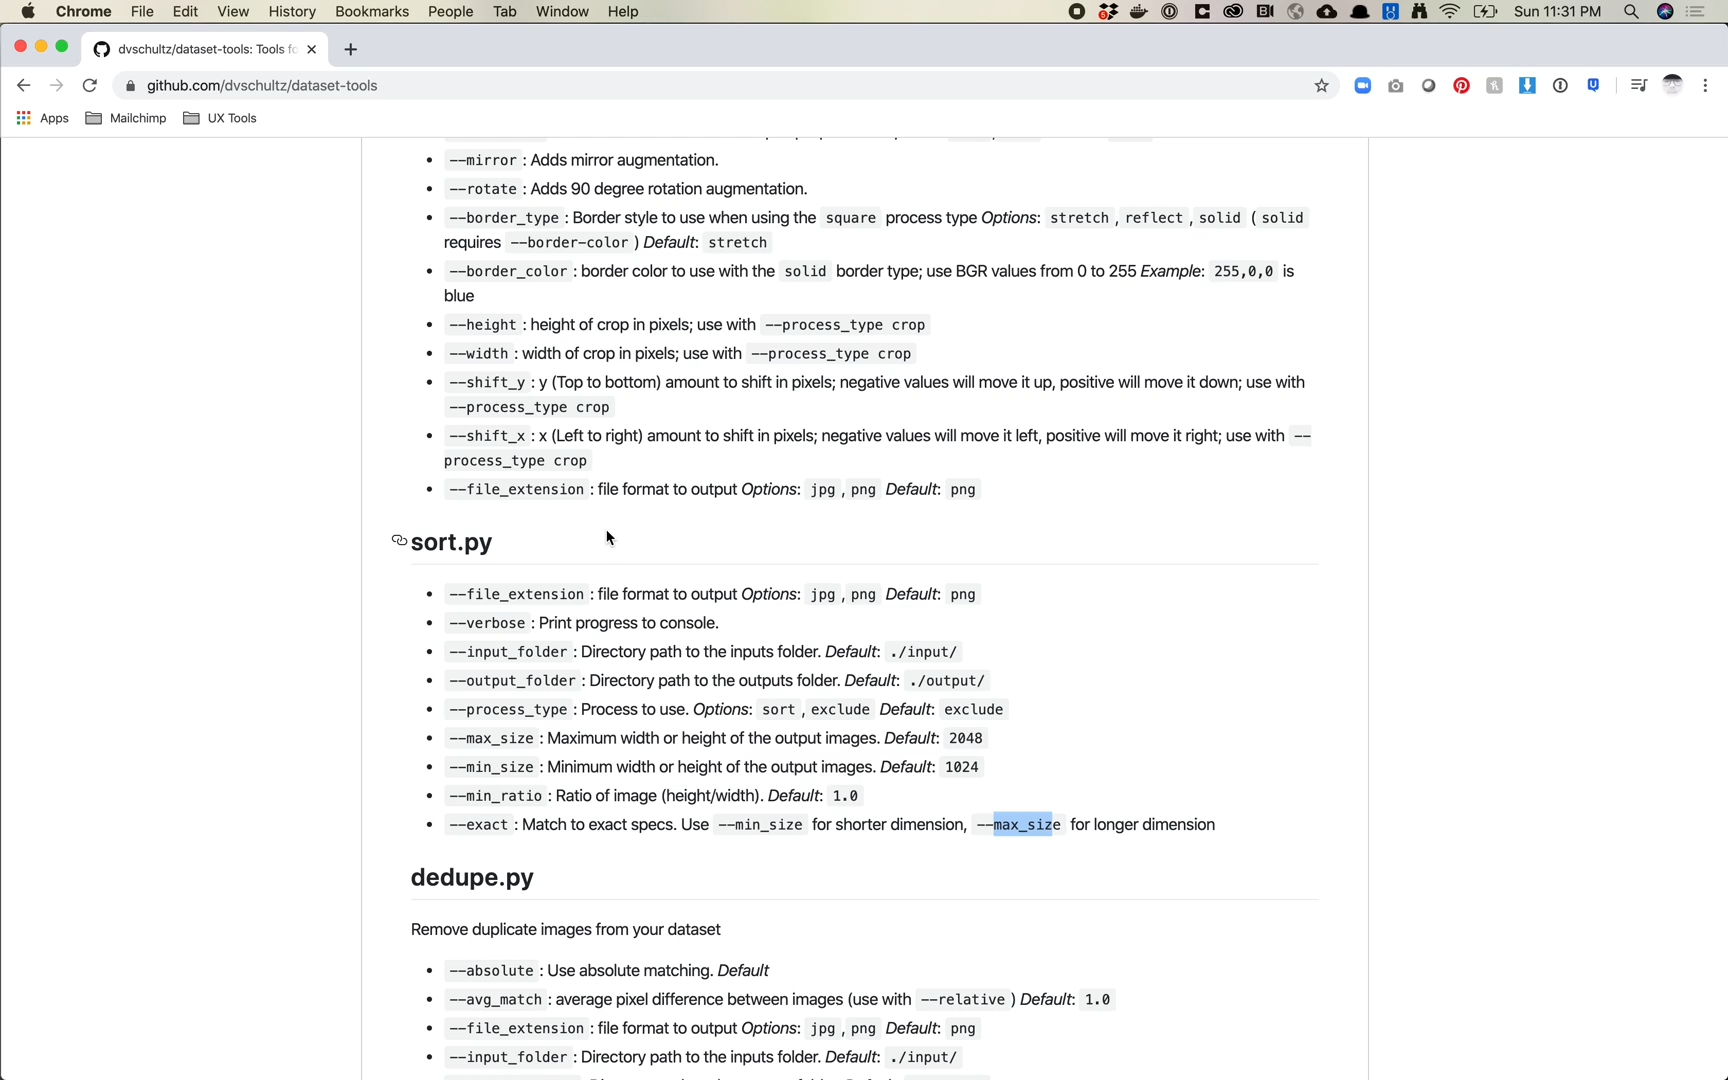 Chrome File Edit View History Bookmarks People Tab Window Help Sun 11:31 PM
dvschultz/dataset-tools: Tools fo
github.com/dvschultz/dataset-tools
Apps Mailchimp UX Tools
--mirror : Adds mirror augmentation.
--rotate : Adds 90 degree rotation augmentation.
--border_type : Border style to use when using the square process type Options: stretch , reflect , solid ( solid
requires --border-color ) Default: stretch
--border_color : border color to use with the solid border type; use BGR values from 0 to 255 Example: 255,0,0 is
blue
--height : height of crop in pixels; use with --process_type crop
--width : width of crop in pixels; use with --process_type crop
--shift_y : y (Top to bottom) amount to shift in pixels; negative values will move it up, positive will move it down; use with
--process_type crop
--shift_x : x (Left to right) amount to shift in pixels; negative values will move it left, positive will move it right; use with --
process_type crop
--file_extension : file format to output Options: jpg , png Default: png
sort.py
--file_extension : file format to output Options: jpg , png Default: png
--verbose : Print progress to console.
--input_folder : Directory path to the inputs folder. Default: ./input/
--output_folder : Directory path to the outputs folder. Default: ./output/
--process_type : Process to use. Options: sort , exclude Default: exclude
--max_size : Maximum width or height of the output images. Default: 2048
--min_size : Minimum width or height of the output images. Default: 1024
--min_ratio : Ratio of image (height/width). Default: 1.0
--exact : Match to exact specs. Use --min_size for shorter dimension, --max_size for longer dimension
dedupe.py
Remove duplicate images from your dataset
--absolute : Use absolute matching. Default
--avg_match : average pixel difference between images (use with --relative ) Default: 1.0
--file_extension : file format to output Options: jpg , png Default: png
--input_folder : Directory path to the inputs folder. Default: ./input/